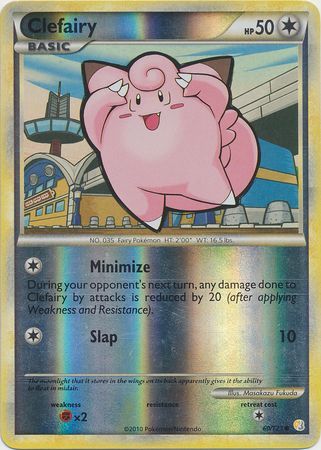 Clefairy HP 50
BASIC
NO. 035 Fairy Pokémon HT: 2'00" WT: 16.5 lbs.
Minimize
During your opponent's next turn, any damage done to
Clefairy by attacks is reduced by 20 (after applying
Weakness and Resistance).
Slap 10
The moonlight that it stores in the wings on its back apparently gives it the ability
to float in midair.
Illus. Masakazu Fukuda
weakness resistance retreat cost
×2
©2010 Pokémon/Nintendo 60/123